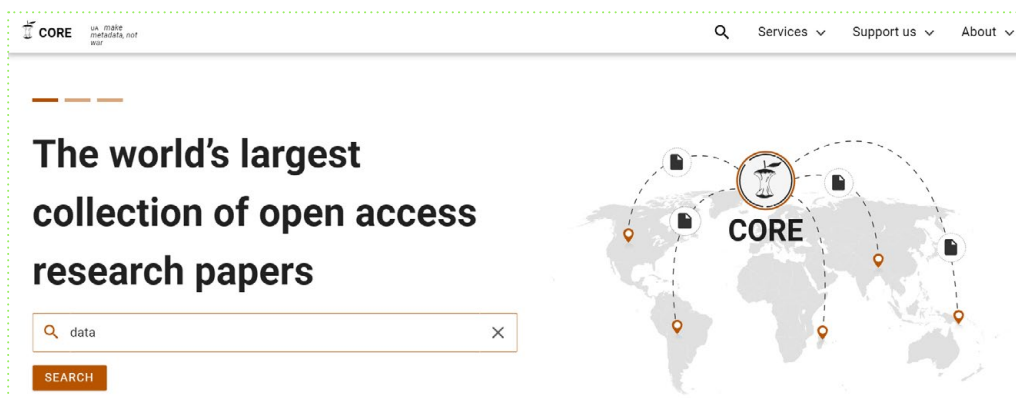 CORE
UA make
metadata, not
war
Services
Support us
About
The world's largest
collection of open access
research papers
data
SEARCH
CORE